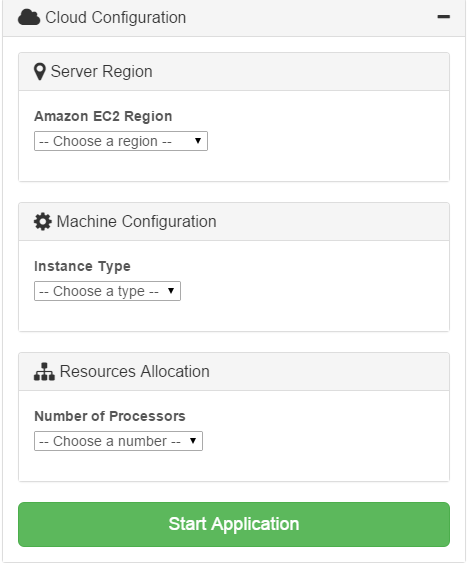 Cloud Configuration
Server Region
Amazon EC2 Region
-- Choose a region --
Machine Configuration
Instance Type
-- Choose a type --
Resources Allocation
Number of Processors
-- Choose a number --
Start Application